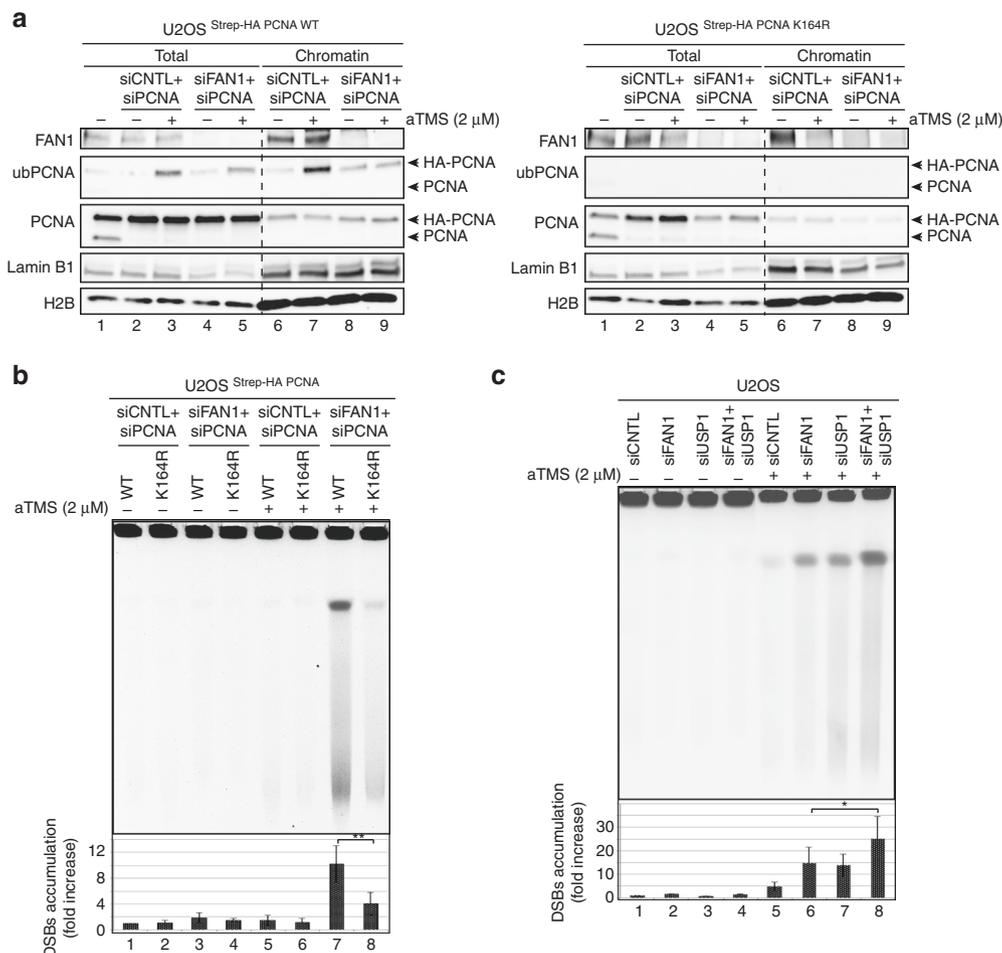 a
U2OS Strep-HA PCNA WT
Total Chromatin
siCNTL+ siFAN1+ siCNTL+ siFAN1+
siPCNA siPCNA siPCNA siPCNA
– – + – + – + – + aTMS (2 μM)
FAN1
ubPCNA
HA-PCNA
PCNA
PCNA
HA-PCNA
PCNA
Lamin B1
H2B
1 2 3 4 5 6 7 8 9
U2OS Strep-HA PCNA K164R
Total Chromatin
siCNTL+ siFAN1+ siCNTL+ siFAN1+
siPCNA siPCNA siPCNA siPCNA
– – + – + – + – + aTMS (2 μM)
FAN1
ubPCNA
HA-PCNA
PCNA
PCNA
HA-PCNA
PCNA
Lamin B1
H2B
1 2 3 4 5 6 7 8 9
b
U2OS Strep-HA PCNA
siCNTL+ siFAN1+ siCNTL+ siFAN1+
siPCNA siPCNA siPCNA siPCNA
WT K164R WT K164R WT K164R WT K164R
aTMS (2 μM) – – – – + + + +
**
DSBs accumulation
(fold increase)
12
8
4
0
1 2 3 4 5 6 7 8
c
U2OS
siCNTL siFAN1 siUSP1 siFAN1+ siUSP1 siCNTL siFAN1 siUSP1 siFAN1+ siUSP1
aTMS (2 μM) – – – – + + + +
*
DSBs accumulation
(fold increase)
30
20
10
5
0
1 2 3 4 5 6 7 8